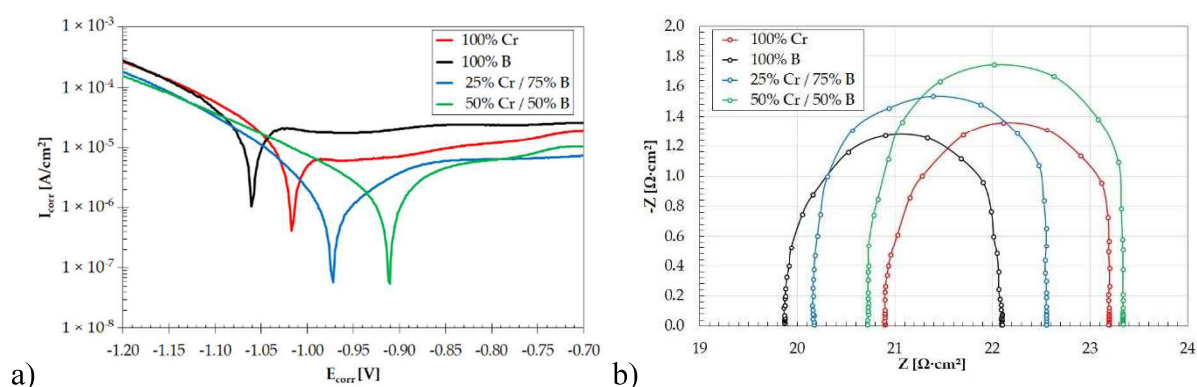 1 × 10⁻³
1 × 10⁻⁴
1 × 10⁻⁵
1 × 10⁻⁶
1 × 10⁻⁷
1 × 10⁻⁸
I_corr [A/cm²]
100% Cr
100% B
25% Cr / 75% B
50% Cr / 50% B
-1.20 -1.15 -1.10 -1.05 -1.00 -0.95 -0.90 -0.85 -0.80 -0.75 -0.70
E_corr [V]
a)
2.0
1.8
1.6
1.4
1.2
1.0
0.8
0.6
0.4
0.2
0.0
-Z [Ω·cm²]
100% Cr
100% B
25% Cr / 75% B
50% Cr / 50% B
19 20 21 22 23 24
Z [Ω·cm²]
b)